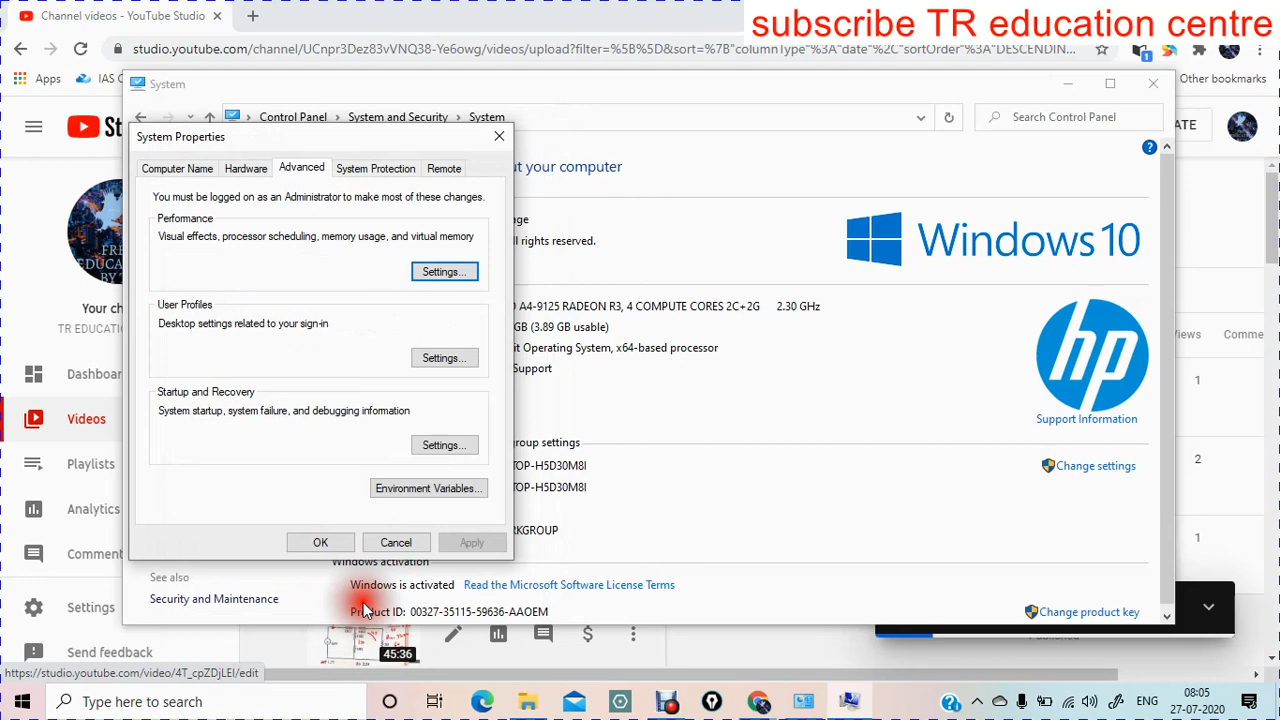 Channel videos - YouTube Studio
subscribe TR education centre
studio.youtube.com/channel/UCnpr3Dez83vVNQ38-Ye6owg/videos/upload?filter=%5B%5D&sort=%7B"columnType"%3A"date"%2C"sortOrder"%3A"DESCENDIN...
Apps
IAS C
Other bookmarks
System
Control Panel
System and Security
System
Search Control Panel
ATE
System Properties
ut your computer
Computer Name
Hardware
Advanced
System Protection
Remote
You must be logged on as an Administrator to make most of these changes.
Performance
Visual effects, processor scheduling, memory usage, and virtual memory
Settings...
age
ll rights reserved.
Windows 10
User Profiles
Desktop settings related to your sign-in
Settings...
A4-9125 RADEON R3, 4 COMPUTE CORES 2C+2G 2.30 GHz
GB (3.89 GB usable)
it Operating System, x64-based processor
Support
hp
Support Information
Startup and Recovery
System startup, system failure, and debugging information
Settings...
group settings
TOP-H5D30M8I
TOP-H5D30M8I
Change settings
Environment Variables...
RKGROUP
OK
Cancel
Apply
Windows activation
Windows is activated
Read the Microsoft Software License Terms
See also
Security and Maintenance
Product ID: 00327-35115-59636-AAOEM
Change product key
Your ch
TR EDUCATI
Dashboar
Videos
Playlists
Analytics
Comment
Settings
Send feedback
Views
Comme
1
2
1
45:36
Published
https://studio.youtube.com/video/4T_cpZDjLEI/edit
Type here to search
ENG
08:05
27-07-2020